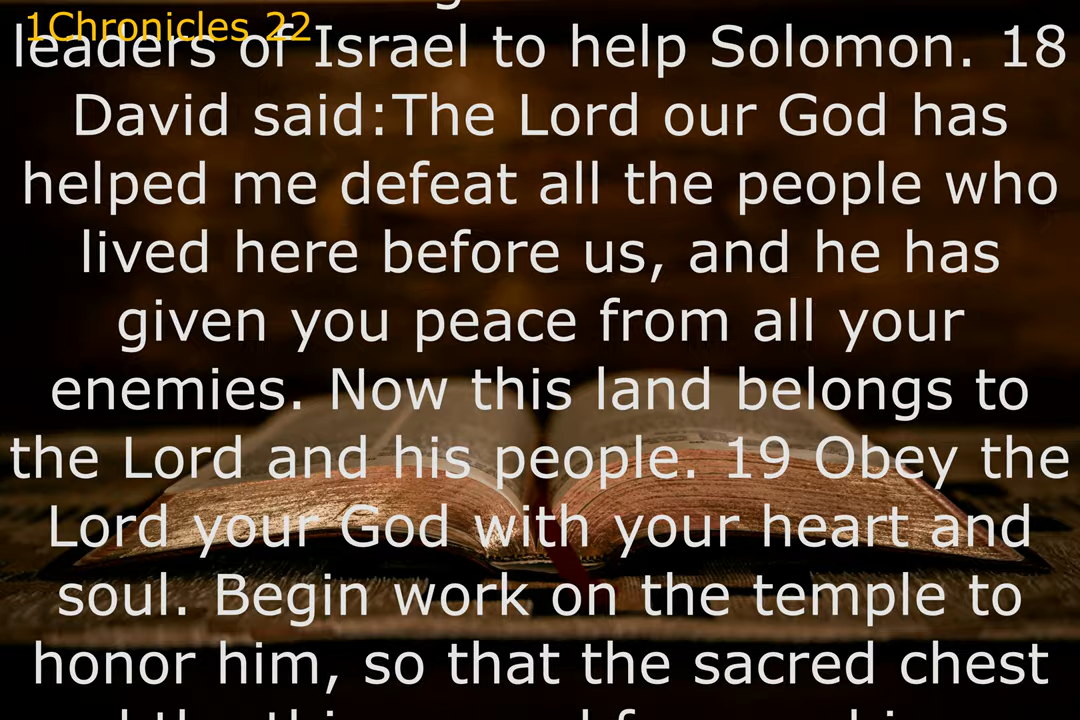 1Chronicles 22
leaders of Israel to help Solomon. 18
David said:The Lord our God has
helped me defeat all the people who
lived here before us, and he has
given you peace from all your
enemies. Now this land belongs to
the Lord and his people. 19 Obey the
Lord your God with your heart and
soul. Begin work on the temple to
honor him, so that the sacred chest